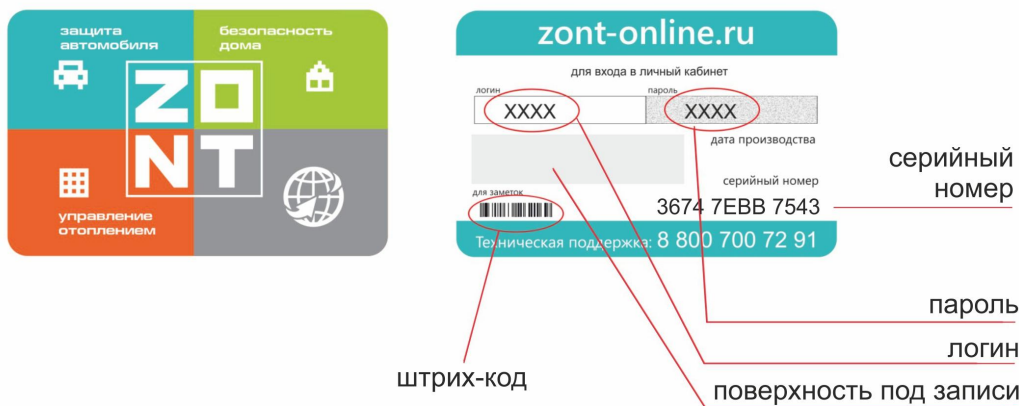 защита
автомобиля
безопасность
дома
ZO
NT
управление
отоплением
zont-online.ru
для входа в личный кабинет
логин
пароль
XXXX
XXXX
дата производства
серийный номер
для заметок
3674 7EBB 7543
Техническая поддержка: 8 800 700 72 91
серийный
номер
пароль
логин
штрих-код
поверхность под записи